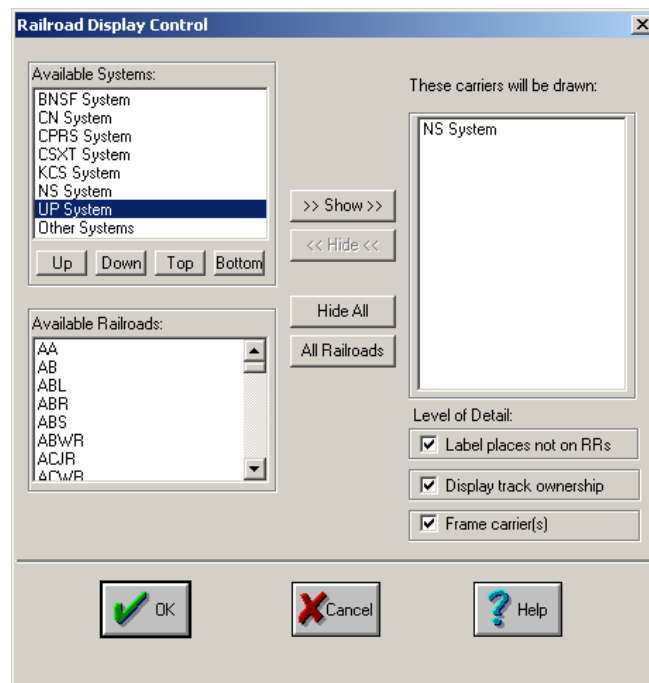 Railroad Display Control
Available Systems:
BNSF System
CN System
CPRS System
CSXT System
KCS System
NS System
UP System
Other Systems
Up Down Top Bottom
Available Railroads:
AA
AB
ABL
ABR
ABS
ABWR
ACJR
ACWR
>> Show >>
<< Hide <<
Hide All
All Railroads
These carriers will be drawn:
NS System
Level of Detail:
Label places not on RRs
Display track ownership
Frame carrier(s)
OK
Cancel
Help